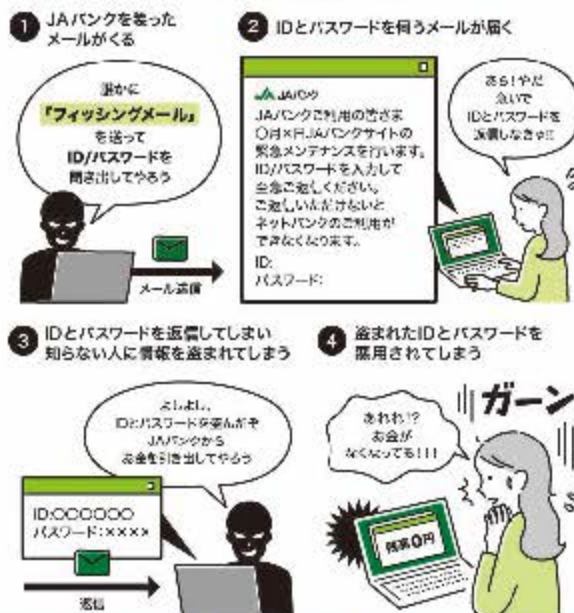 1 JAバンクを装った
メールがくる
誰かに
『フィッシングメール』
を送って
ID/パスワードを
聞き出してやろう
メール送信
2 IDとパスワードを伺うメールが届く
JAバンク
JAバンクご利用の皆さま
○月×日JAバンクサイトの
緊急メンテナンスを行います。
ID/パスワードを入力して
至急ご返信ください。
ご返信いただけないと
ネットバンクのご利用が
できなくなります。
ID:
パスワード:
あら!やだ
急いで
IDとパスワードを
返信しなきゃ!!
3 IDとパスワードを返信してしまい
知らない人に情報を盗まれてしまう
よしよし、
IDとパスワードを盗んだぞ
JAバンクから
お金を引き出してやろう
ID:○○○○○○
パスワード:××××
返信
4 盗まれたIDとパスワードを
悪用されてしまう
ガーン
あれれ!?
お金が
なくなってる!!!
残高0円